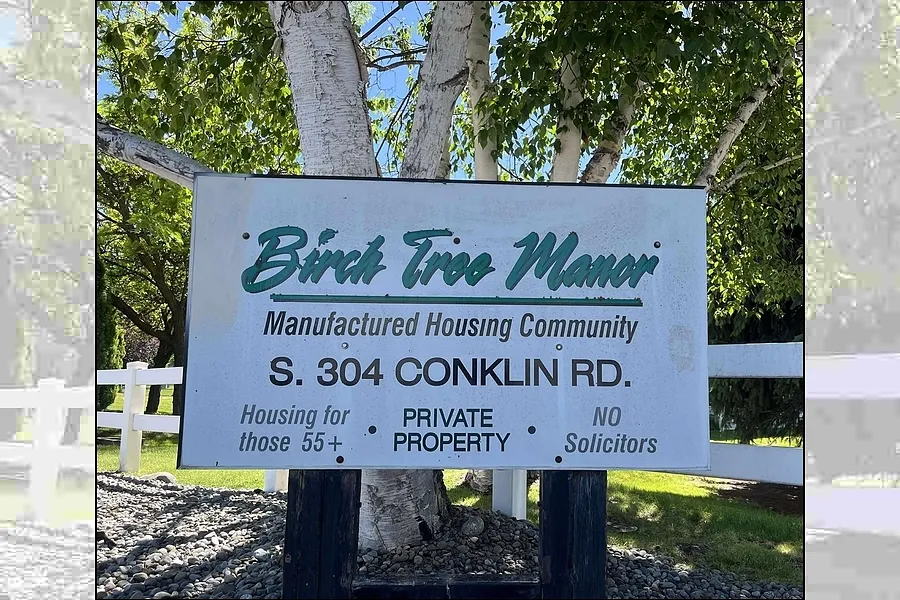 Birch Tree Manor
Manufactured Housing Community
S. 304 CONKLIN RD.
Housing for
those 55+
PRIVATE
PROPERTY
NO
Solicitors